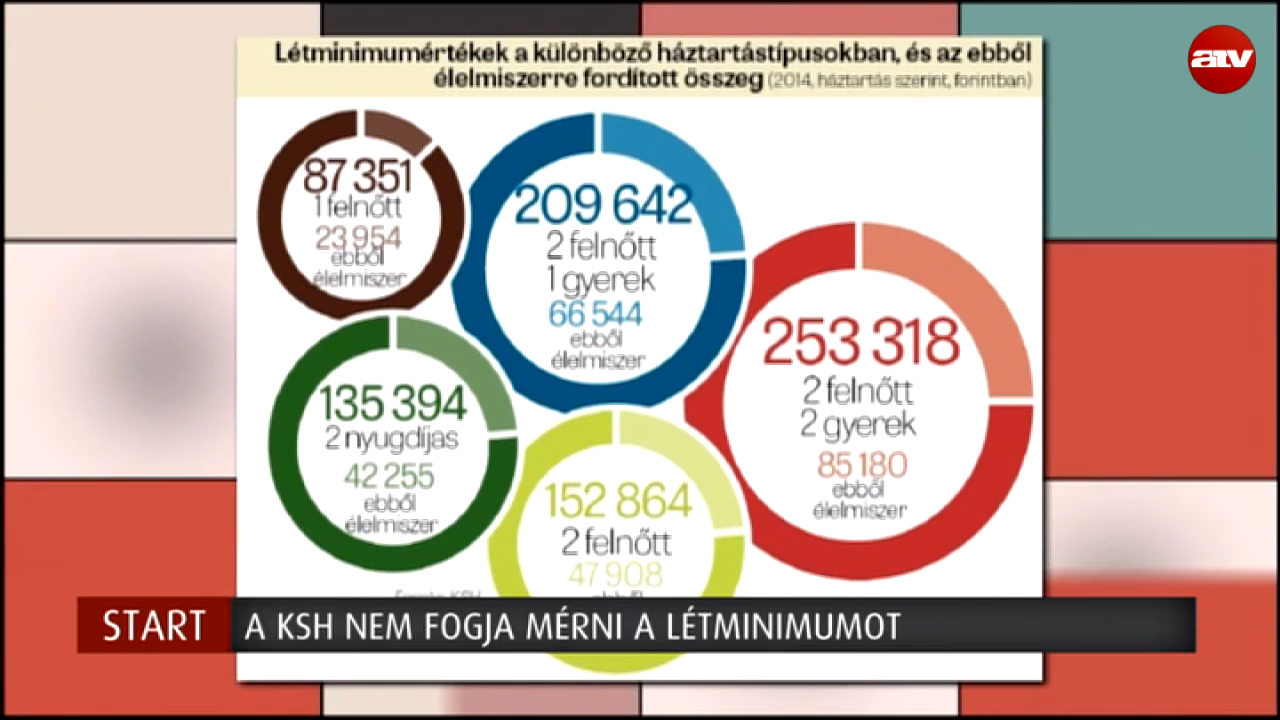 Létminimumértékek a különböző háztartástípusokban, és az ebből
élelmiszerre fordított összeg (2014, háztartás szerint, forintban)
atv
87 351
1 felnőtt
23 954
ebből
élelmiszer
209 642
2 felnőtt
1 gyerek
66 544
ebből
élelmiszer
253 318
2 felnőtt
2 gyerek
85 180
ebből
élelmiszer
135 394
2 nyugdíjas
42 255
ebből
élelmiszer
152 864
2 felnőtt
47 908
START A KSH NEM FOGJA MÉRNI A LÉTMINIMUMOT